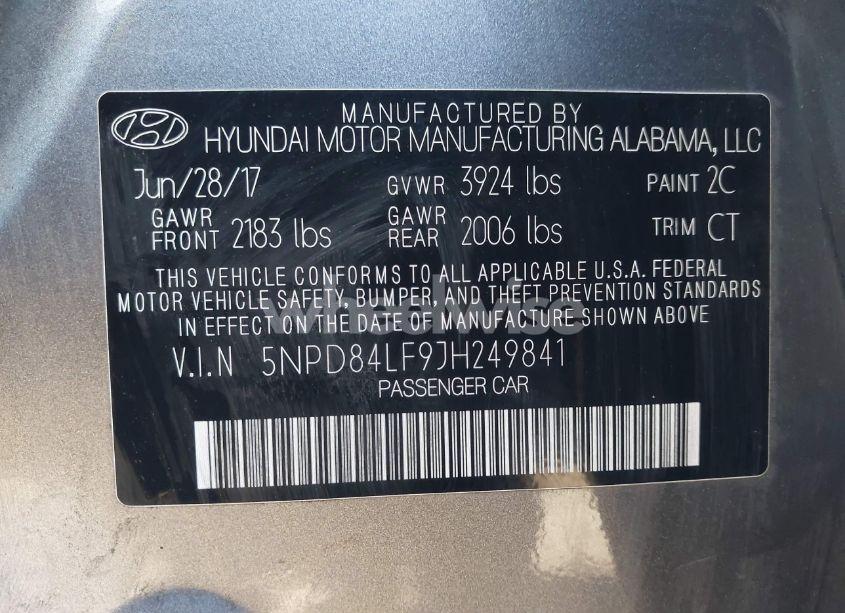 MANUFACTURED BY
HYUNDAI MOTOR MANUFACTURING ALABAMA, LLC
Jun/28/17 GVWR 3924 lbs PAINT 2C
GAWR FRONT 2183 lbs GAWR REAR 2006 lbs TRIM CT
THIS VEHICLE CONFORMS TO ALL APPLICABLE U.S.A. FEDERAL
MOTOR VEHICLE SAFETY, BUMPER, AND THEFT PREVENTION STANDARDS
IN EFFECT ON THE DATE OF MANUFACTURE SHOWN ABOVE
wheelwise
V.I.N 5NPD84LF9JH249841
PASSENGER CAR